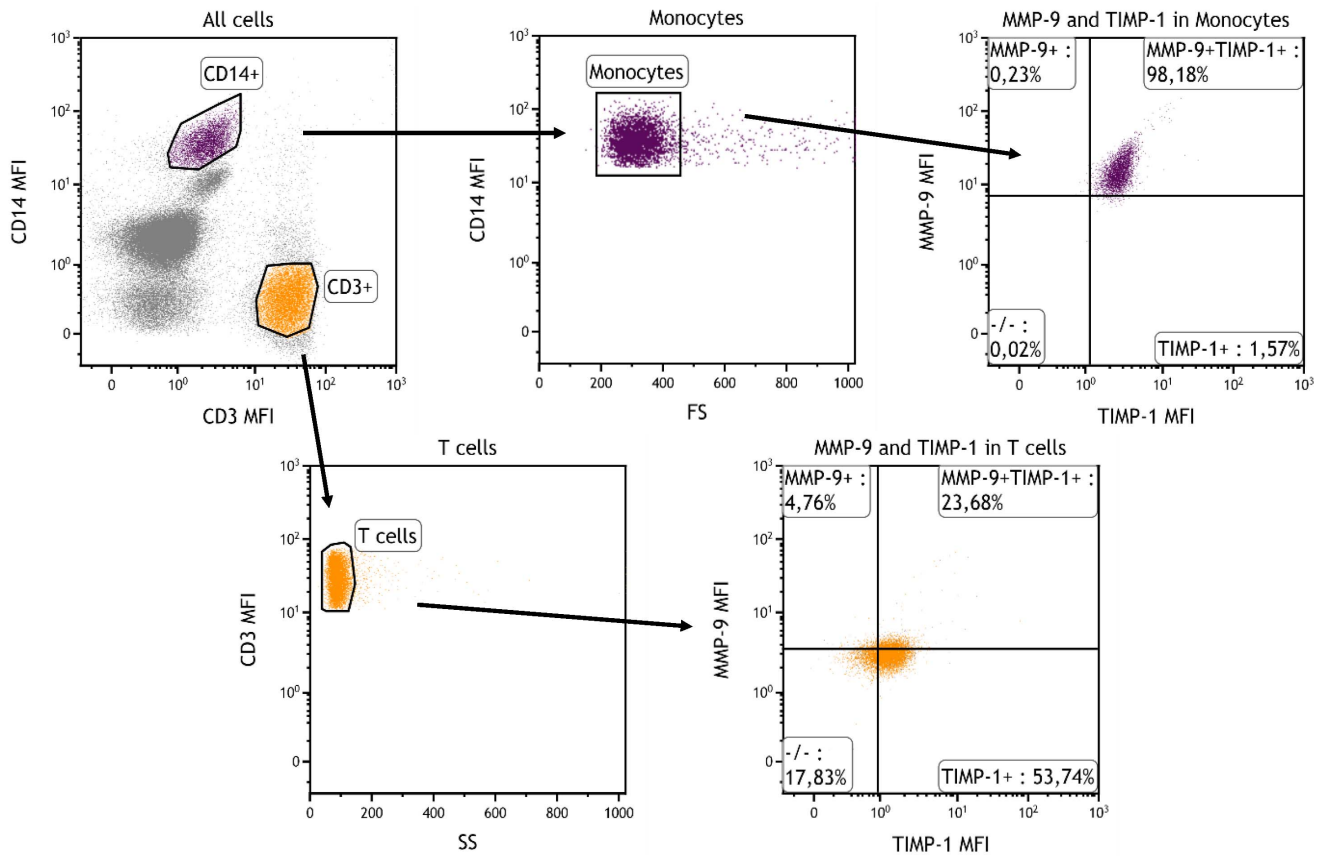 All cells
10³
10²
10¹
10⁰
0
CD14 MFI
CD14+
CD3+
0
10⁰
10¹
10²
10³
CD3 MFI
Monocytes
10³
10²
10¹
10⁰
0
CD14 MFI
Monocytes
0
200
400
600
800
1000
FS
MMP-9 and TIMP-1 in Monocytes
10³
10²
10¹
10⁰
0
MMP-9 MFI
MMP-9+ :
0,23%
MMP-9+TIMP-1+ :
98,18%
-/- :
0,02%
TIMP-1+ : 1,57%
0
10⁰
10¹
10²
10³
TIMP-1 MFI
T cells
10³
10²
10¹
10⁰
0
CD3 MFI
T cells
0
200
400
600
800
1000
SS
MMP-9 and TIMP-1 in T cells
10³
10²
10¹
10⁰
0
MMP-9 MFI
MMP-9+ :
4,76%
MMP-9+TIMP-1+ :
23,68%
-/- :
17,83%
TIMP-1+ : 53,74%
0
10⁰
10¹
10²
10³
TIMP-1 MFI